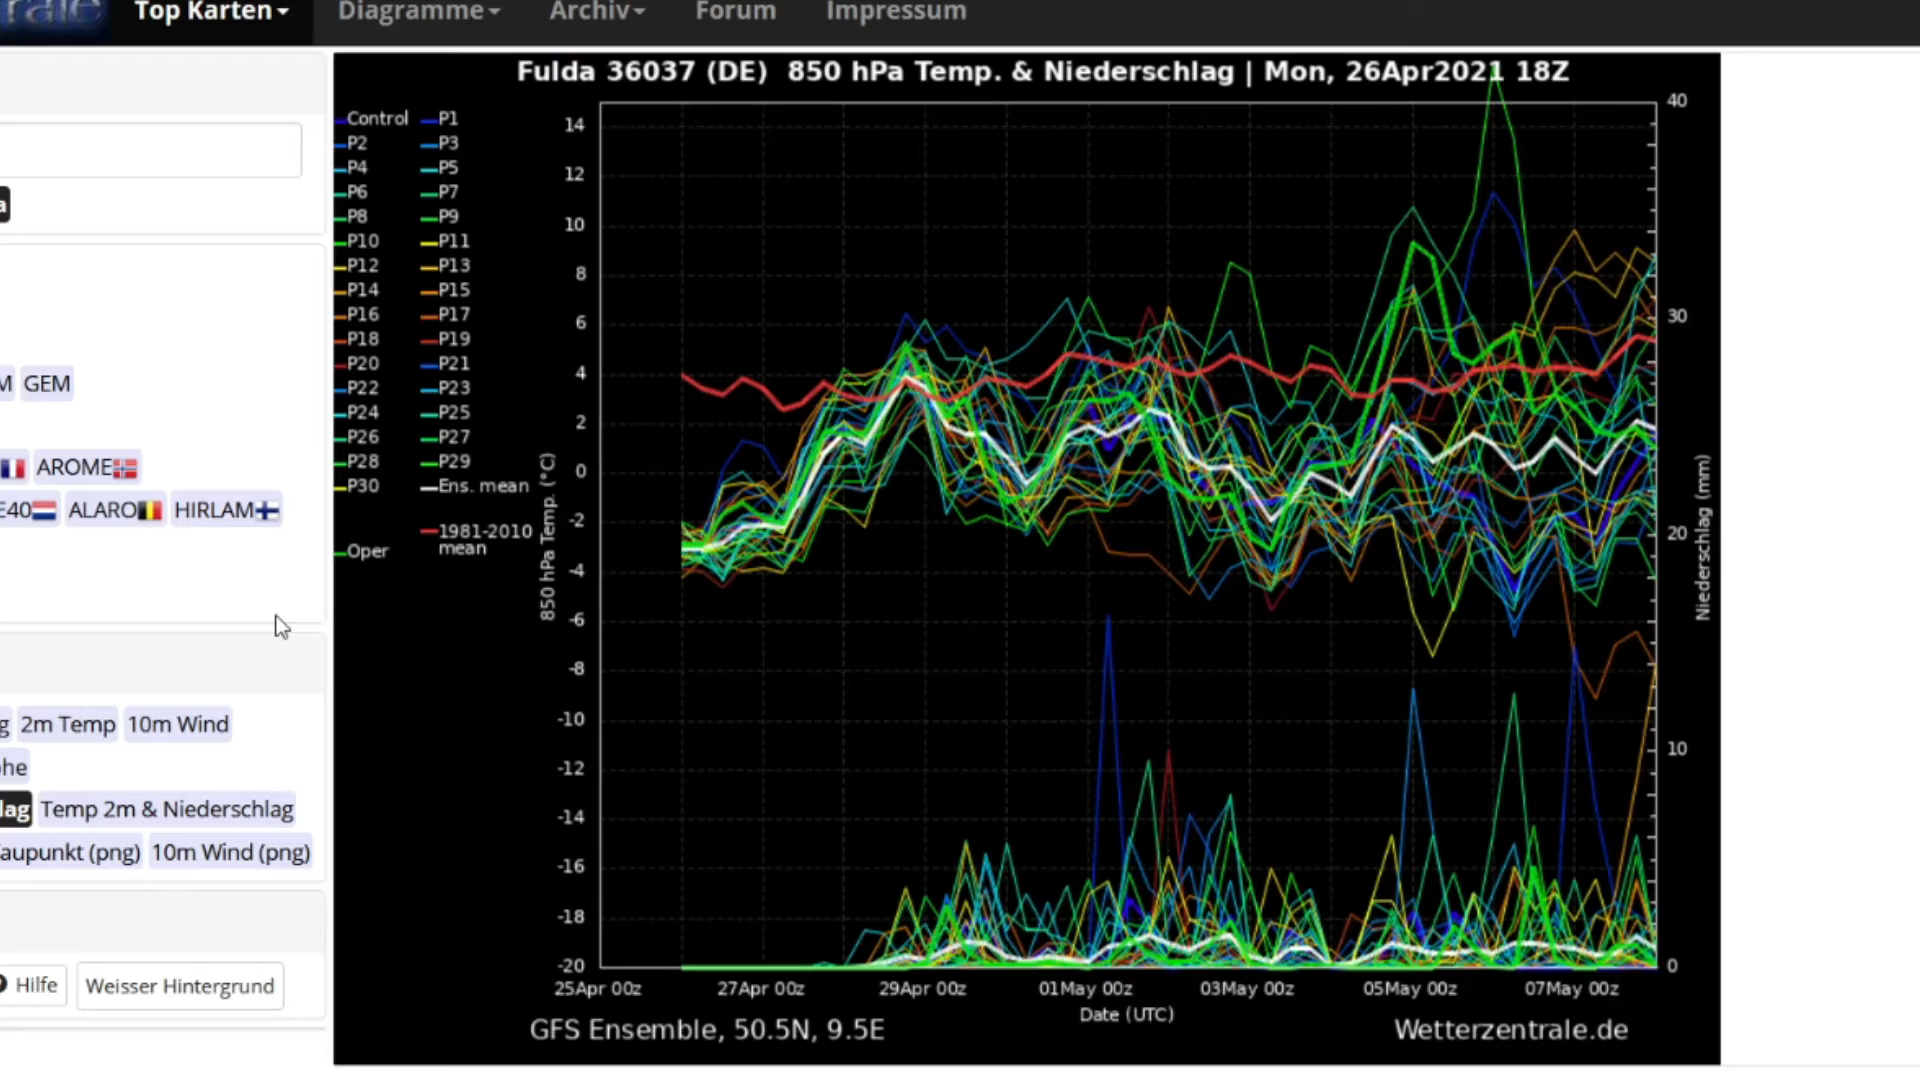 Top Karten Diagramme Archiv Forum Impressum
Fulda 36037 (DE) 850 hPa Temp. & Niederschlag | Mon, 26Apr2021 18Z
Control P1
P2 P3
P4 P5
P6 P7
P8 P9
P10 P11
P12 P13
P14 P15
P16 P17
P18 P19
P20 P21
P22 P23
P24 P25
P26 P27
P28 P29
P30 Ens. mean
1981-2010
mean
Oper
14
12
10
8
6
4
2
0
-2
-4
-6
-8
-10
-12
-14
-16
-18
-20
850 hPa Temp. (°C)
40
30
20
10
0
Niederschlag (mm)
25Apr 00z 27Apr 00z 29Apr 00z 01May 00z 03May 00z 05May 00z 07May 00z
Date (UTC)
GFS Ensemble, 50.5N, 9.5E Wetterzentrale.de
GEM
AROME
ALARO HIRLAM
2m Temp 10m Wind
Temp 2m & Niederschlag
10m Wind (png)
Hilfe Weisser Hintergrund